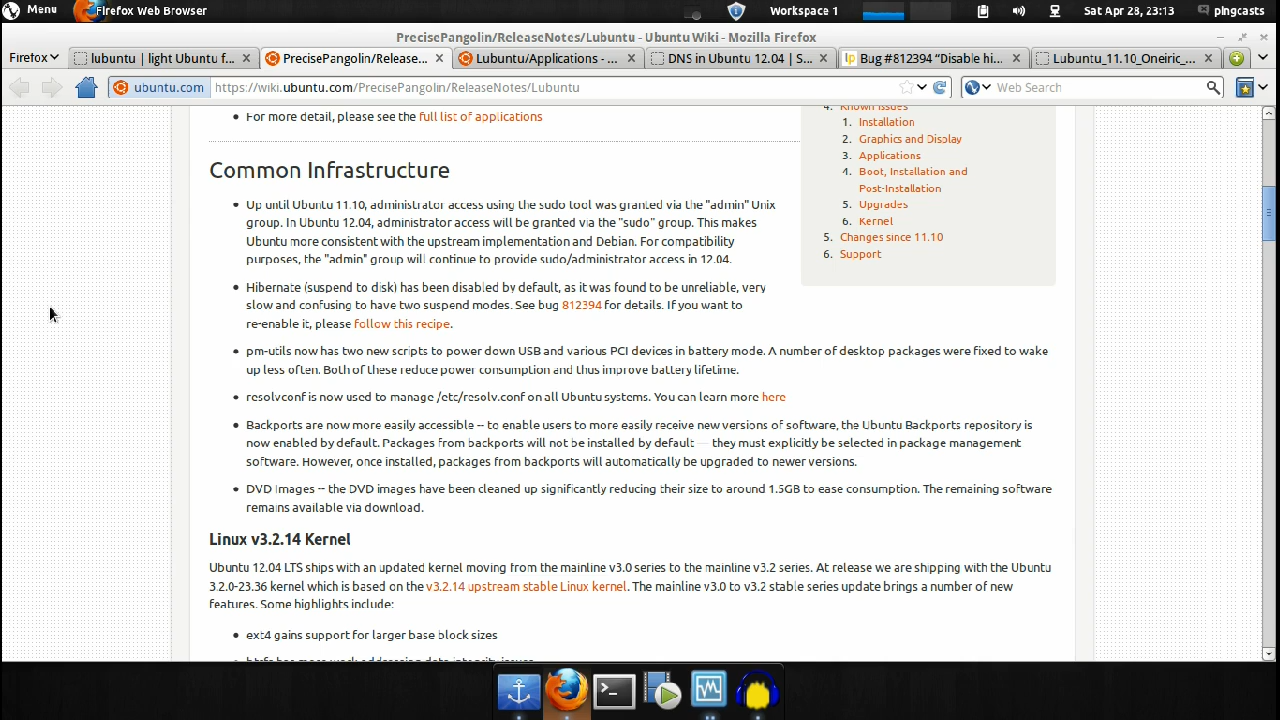 Menu Firefox Web Browser Workspace 1 Sat Apr 28, 23:13 pingcasts
PrecisePangolin/ReleaseNotes/Lubuntu - Ubuntu Wiki - Mozilla Firefox
Firefox lubuntu | light Ubuntu f... PrecisePangolin/Release... Lubuntu/Applications - ... DNS in Ubuntu 12.04 | S... Bug #812394 “Disable hi... Lubuntu_11.10_Oneiric_...
ubuntu.com https://wiki.ubuntu.com/PrecisePangolin/ReleaseNotes/Lubuntu Web Search
4. Known Issues
1. Installation
2. Graphics and Display
3. Applications
4. Boot, Installation and
Post-Installation
5. Upgrades
6. Kernel
5. Changes since 11.10
6. Support
• For more detail, please see the full list of applications
Common Infrastructure
• Up until Ubuntu 11.10, administrator access using the sudo tool was granted via the "admin" Unix
group. In Ubuntu 12.04, administrator access will be granted via the "sudo" group. This makes
Ubuntu more consistent with the upstream implementation and Debian. For compatibility
purposes, the "admin" group will continue to provide sudo/administrator access in 12.04.
• Hibernate (suspend to disk) has been disabled by default, as it was found to be unreliable, very
slow and confusing to have two suspend modes. See bug 812394 for details. If you want to
re-enable it, please follow this recipe.
• pm-utils now has two new scripts to power down USB and various PCI devices in battery mode. A number of desktop packages were fixed to wake
up less often. Both of these reduce power consumption and thus improve battery lifetime.
• resolvconf is now used to manage /etc/resolv.conf on all Ubuntu systems. You can learn more here
• Backports are now more easily accessible -- to enable users to more easily receive new versions of software, the Ubuntu Backports repository is
now enabled by default. Packages from backports will not be installed by default — they must explicitly be selected in package management
software. However, once installed, packages from backports will automatically be upgraded to newer versions.
• DVD Images -- the DVD images have been cleaned up significantly reducing their size to around 1.5GB to ease consumption. The remaining software
remains available via download.
Linux v3.2.14 Kernel
Ubuntu 12.04 LTS ships with an updated kernel moving from the mainline v3.0 series to the mainline v3.2 series. At release we are shipping with the Ubuntu
3.2.0-23.36 kernel which is based on the v3.2.14 upstream stable Linux kernel. The mainline v3.0 to v3.2 stable series update brings a number of new
features. Some highlights include:
• ext4 gains support for larger base block sizes
• btrfs has more work addressing data integrity issues